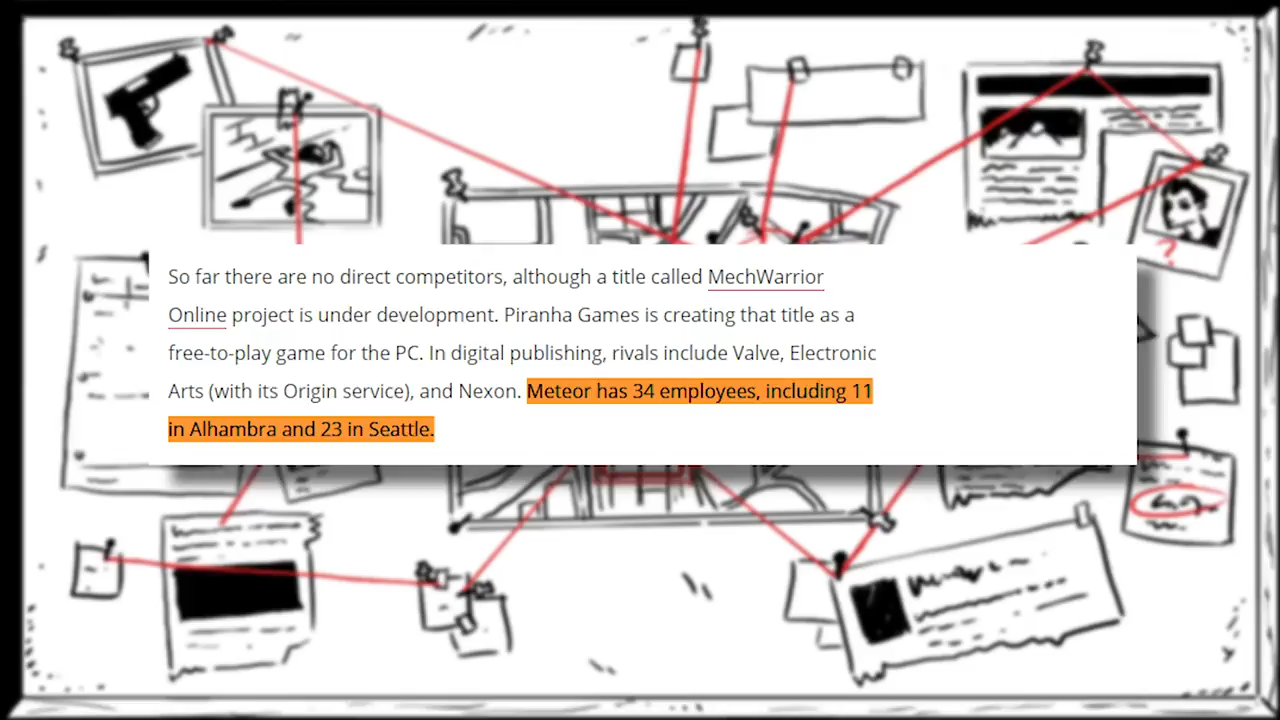 So far there are no direct competitors, although a title called MechWarrior
Online project is under development. Piranha Games is creating that title as a
free-to-play game for the PC. In digital publishing, rivals include Valve, Electronic
Arts (with its Origin service), and Nexon. Meteor has 34 employees, including 11
in Alhambra and 23 in Seattle.